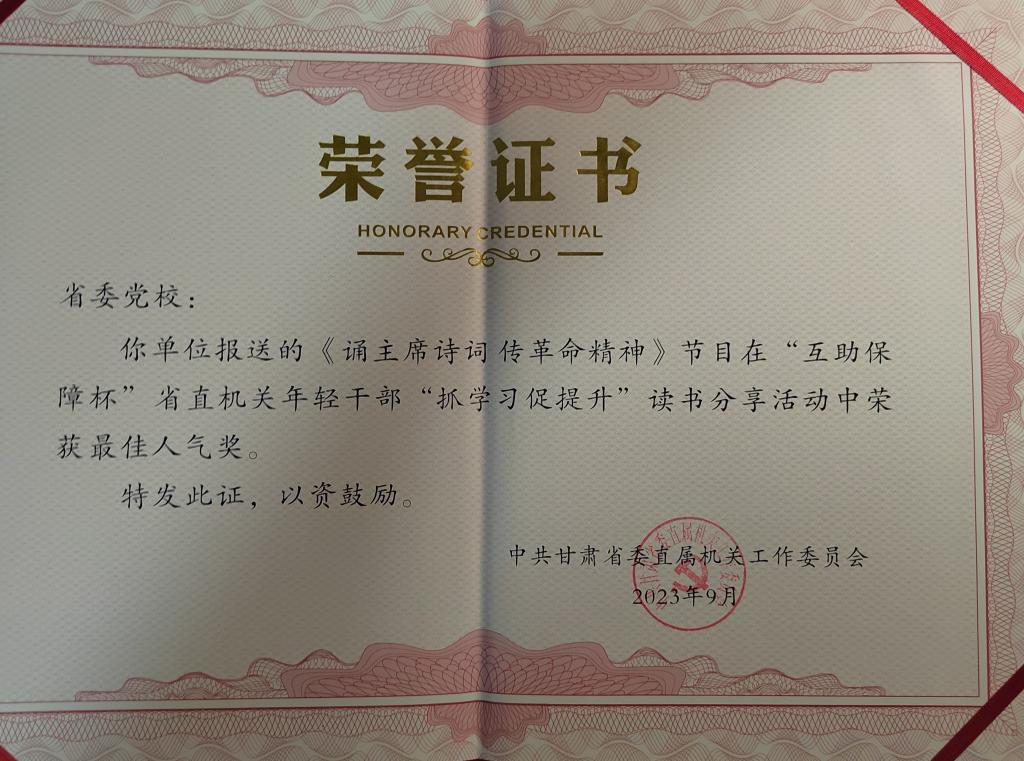 荣誉证书
HONORARY CREDENTIAL
省委党校：
你单位报送的《诵主席诗词 传革命精神》节目在“互助保
障杯”省直机关年轻干部“抓学习促提升”读书分享活动中荣
获最佳人气奖。
特发此证，以资鼓励。
中共甘肃省委直属机关工作委员会
2023年9月